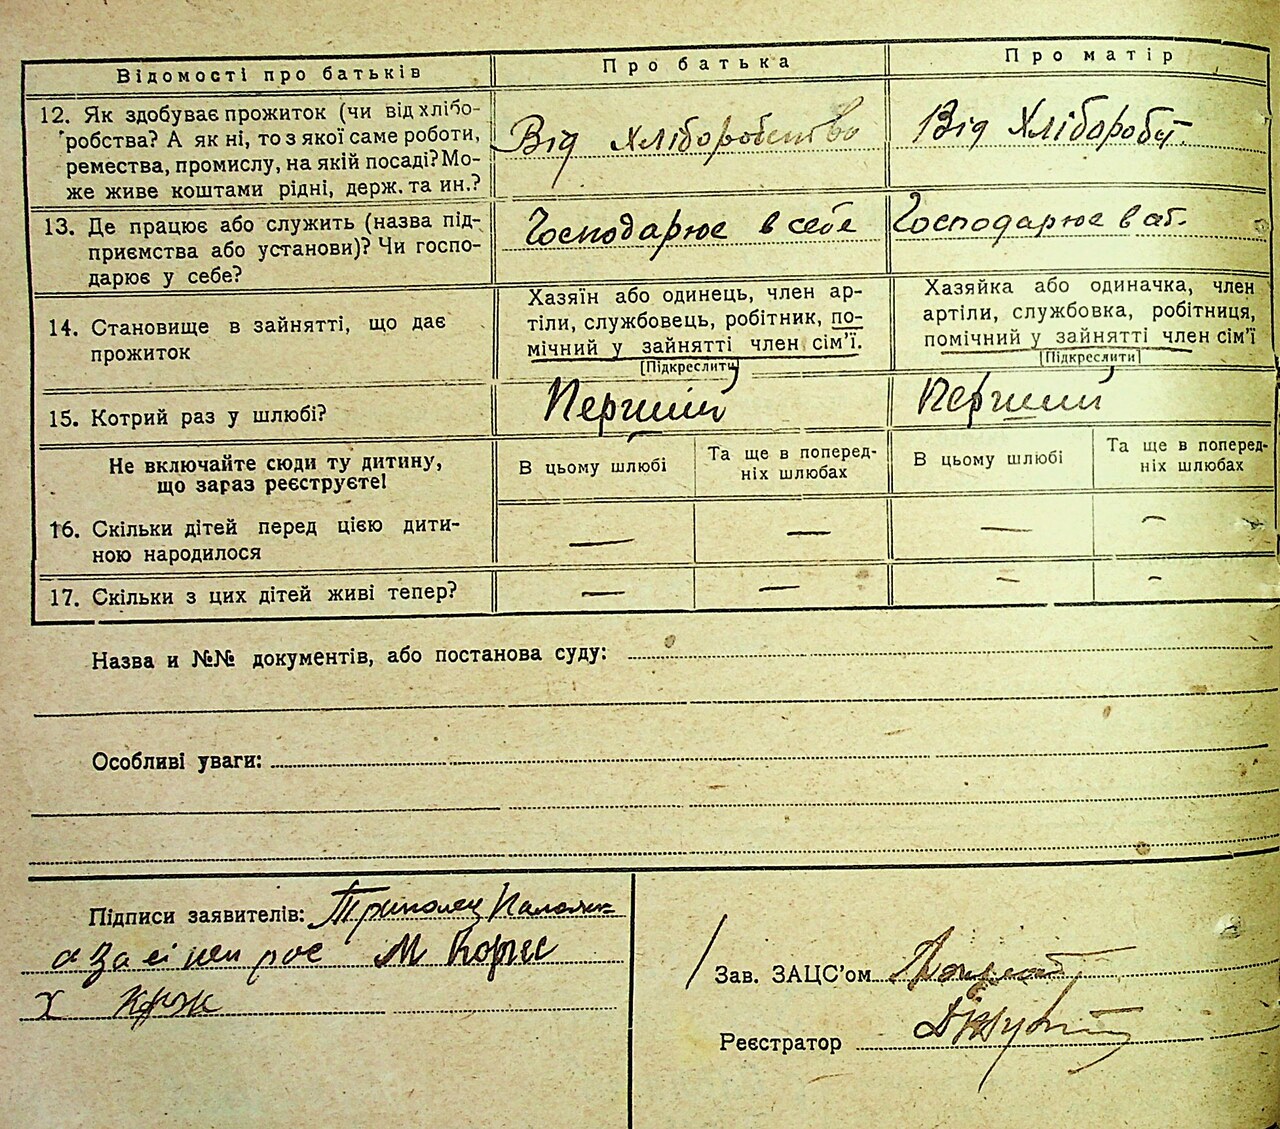 Відомості про батьків
Про батька
Про матір
12. Як здобуває прожиток (чи від хлібо-
робства? А як ні, то з якої саме роботи,
ремества, промислу, на якій посаді? Мо-
же живе коштами рідні, держ. та ин.?
Від Хліборобство
Від Хліборобст.
13. Де працює або служить (назва під-
приємства або установи)? Чи госпо-
дарює у себе?
Господарює в себе
Господарює в
14. Становище в зайнятті, що дає
прожиток
Хазяїн або одинець, член ар-
тіли, службовець, робітник, по-
мічний у зайнятті член сім'ї.
(Підкреслити)
Хазяйка або одиначка, член
артіли, службовка, робітниця,
помічний у зайнятті член сім'ї
(Підкреслити)
15. Котрий раз у шлюбі?
Перший
Перший
Не включайте сюди ту дитину,
що зараз реєструєте!
В цьому шлюбі
Та ще в поперед-
ніх шлюбах
В цьому шлюбі
Та ще в поперед-
ніх шлюбах
16. Скільки дітей перед цією дити-
ною народилося
— — — —
17. Скільки з цих дітей живі тепер?
— — — —
Назва и №№ документів, або постанова суду:
Особливі уваги:
Підписи заявителів:
М
Зав. ЗАЦС'ом
Реєстратор